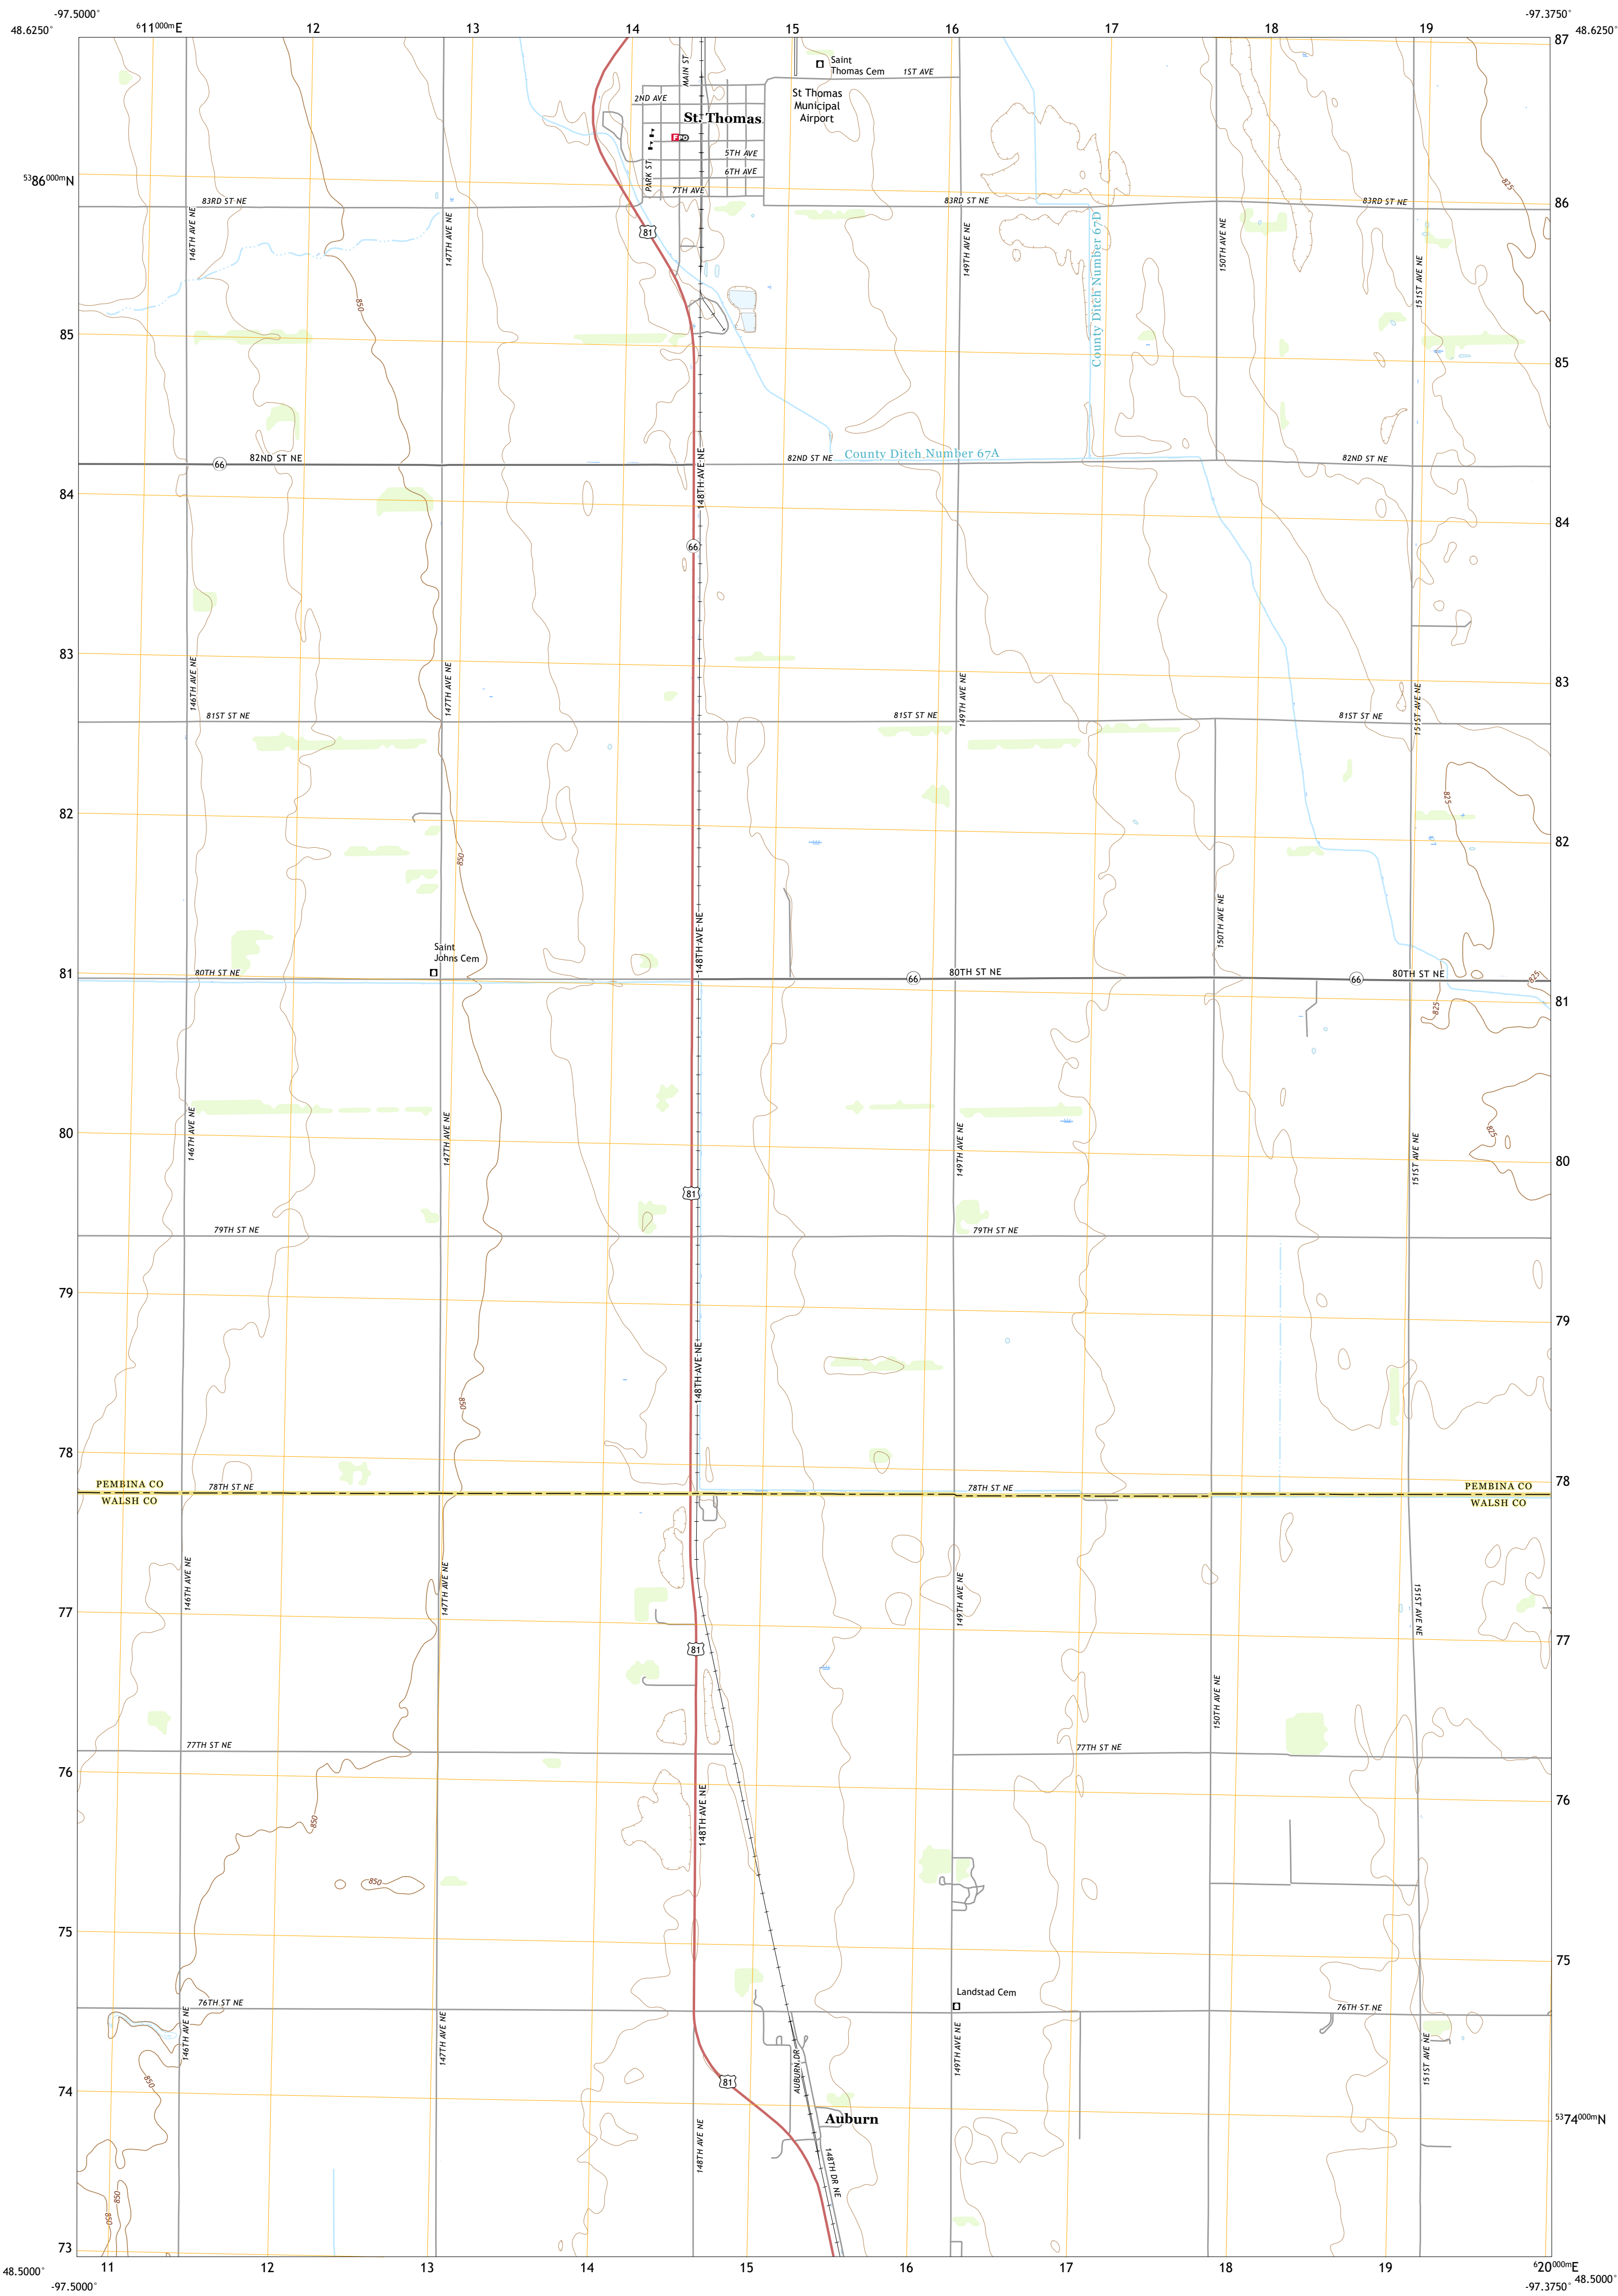 -97.5000°
-97.3750°
48.6250°
611000mE
12
13
14
15
16
17
18
19
87
48.6250°
MAIN ST
Saint
Thomas Cem
1ST AVE
2ND AVE
St Thomas
Municipal
Airport
St. Thomas
FPO
5TH AVE
6TH AVE
PARK ST
7TH AVE
825
5386000mN
83RD ST NE
83RD ST NE
83RD ST NE
86
146TH AVE NE
147TH AVE NE
81
149TH AVE NE
County Ditch Number 67D
150TH AVE NE
151ST AVE NE
850
85
85
82ND ST NE
66
148TH AVE NE
82ND ST NE
County Ditch Number 67A
82ND ST NE
84
84
66
83
83
146TH AVE NE
147TH AVE NE
149TH AVE NE
151ST AVE NE
81ST ST NE
81ST ST NE
81ST ST NE
825
82
82
850
148TH AVE NE
150TH AVE NE
Saint
Johns Cem
81
80TH ST NE
66
80TH ST NE
66
80TH ST NE
825
825
81
146TH AVE NE
147TH AVE NE
149TH AVE NE
151ST AVE NE
825
80
80
81
79TH ST NE
79TH ST NE
79
79
148TH AVE NE
850
78
78
PEMBINA CO
WALSH CO
78TH ST NE
78TH ST NE
PEMBINA CO
WALSH CO
146TH AVE NE
147TH AVE NE
149TH AVE NE
151ST AVE NE
77
77
81
150TH AVE NE
77TH ST NE
77TH ST NE
76
76
850
148TH AVE NE
850
75
75
Landstad Cem
76TH ST NE
76TH ST NE
146TH AVE NE
147TH AVE NE
AUBURN DR
149TH AVE NE
151ST AVE NE
850
81
74
Auburn
5374000mN
148TH AVE NE
148TH DR NE
850
850
73
48.5000°
11
12
13
14
15
16
17
18
19
620000mE
48.5000°
-97.5000°
-97.3750°